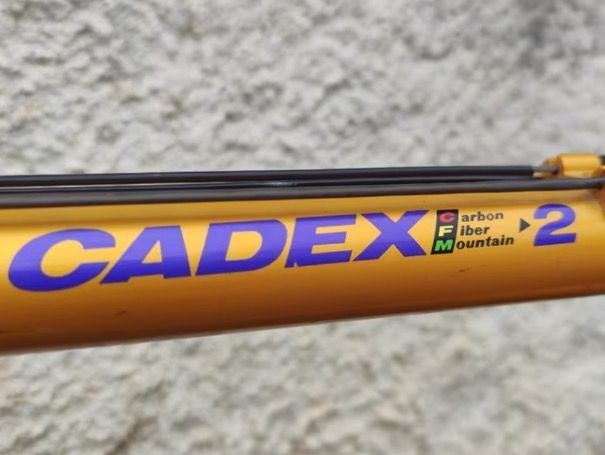 CADEX Carbon Fiber Mountain ▸2